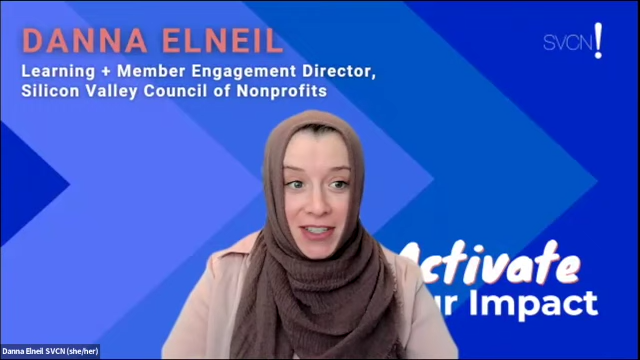 DANNA ELNEIL
Learning + Member Engagement Director,
Silicon Valley Council of Nonprofits
SVCN!
Activate
ur Impact
Danna Elneil SVCN (she/her)